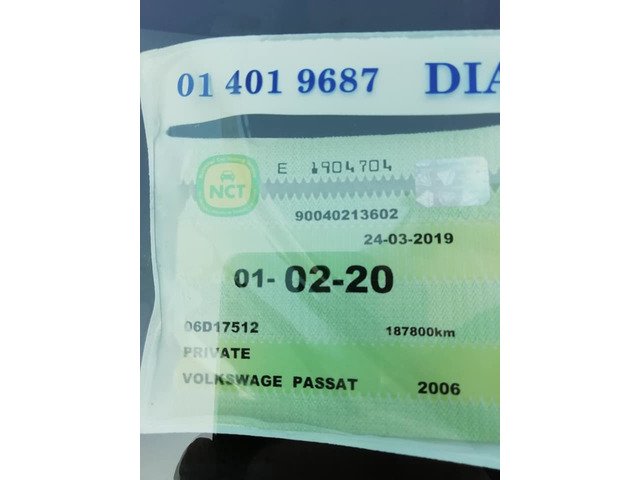 01 401 9687 DIA
E 1904704
NCT
90040213602
24-03-2019
01- 02-20
06D17512 187800km
PRIVATE
VOLKSWAGE PASSAT 2006